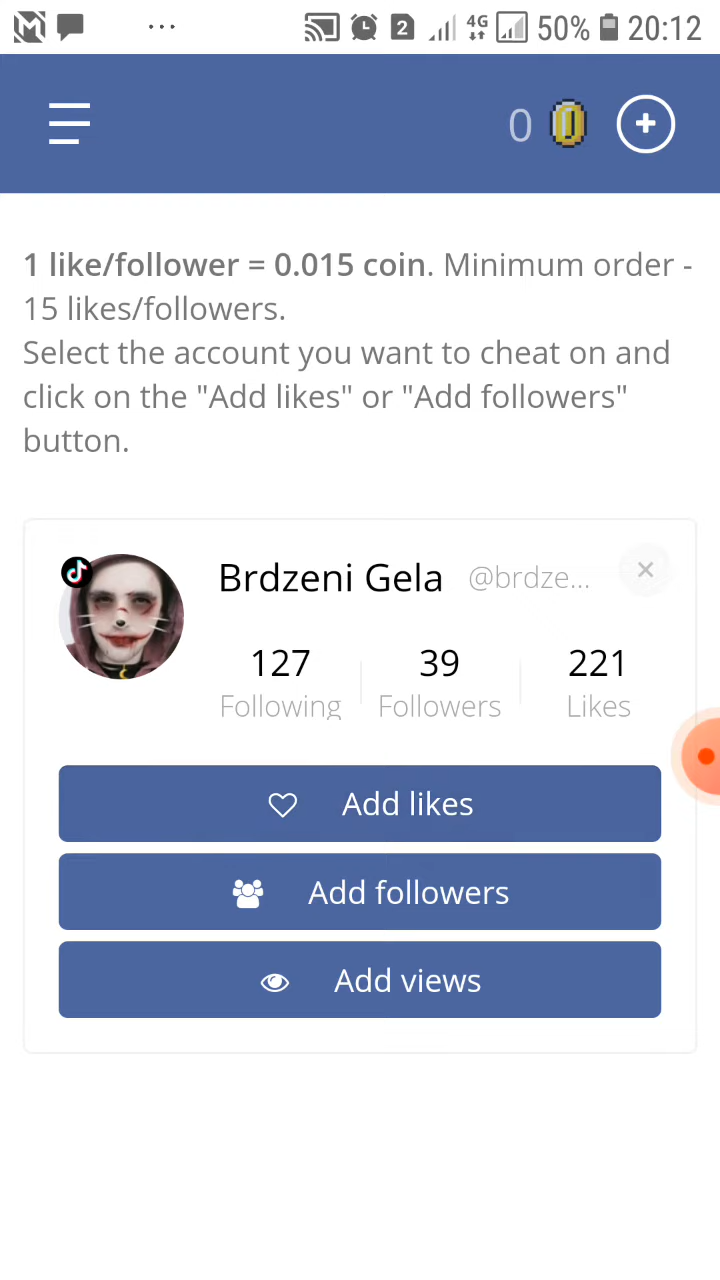 ... 2 4G 50% 20:12
0
1 like/follower = 0.015 coin. Minimum order -
15 likes/followers.
Select the account you want to cheat on and
click on the "Add likes" or "Add followers"
button.
Brdzeni Gela @brdze...
127 39 221
Following Followers Likes
Add likes
Add followers
Add views